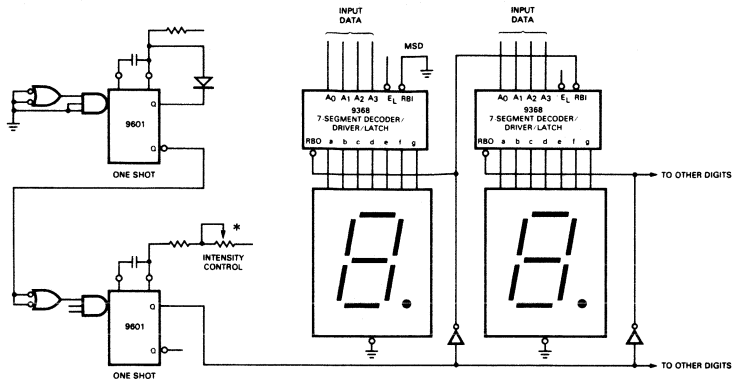 INPUT
DATA
INPUT
DATA
MSD
A0 A1 A2 A3 EL RBI
9368
7-SEGMENT DECODER/
DRIVER/LATCH
RBO a b c d e f g
A0 A1 A2 A3 EL RBI
9368
7-SEGMENT DECODER/
DRIVER/LATCH
RBO a b c d e f g
9601
Q
Q
ONE SHOT
TO OTHER DIGITS
*
INTENSITY
CONTROL
9601
Q
Q
ONE SHOT
TO OTHER DIGITS